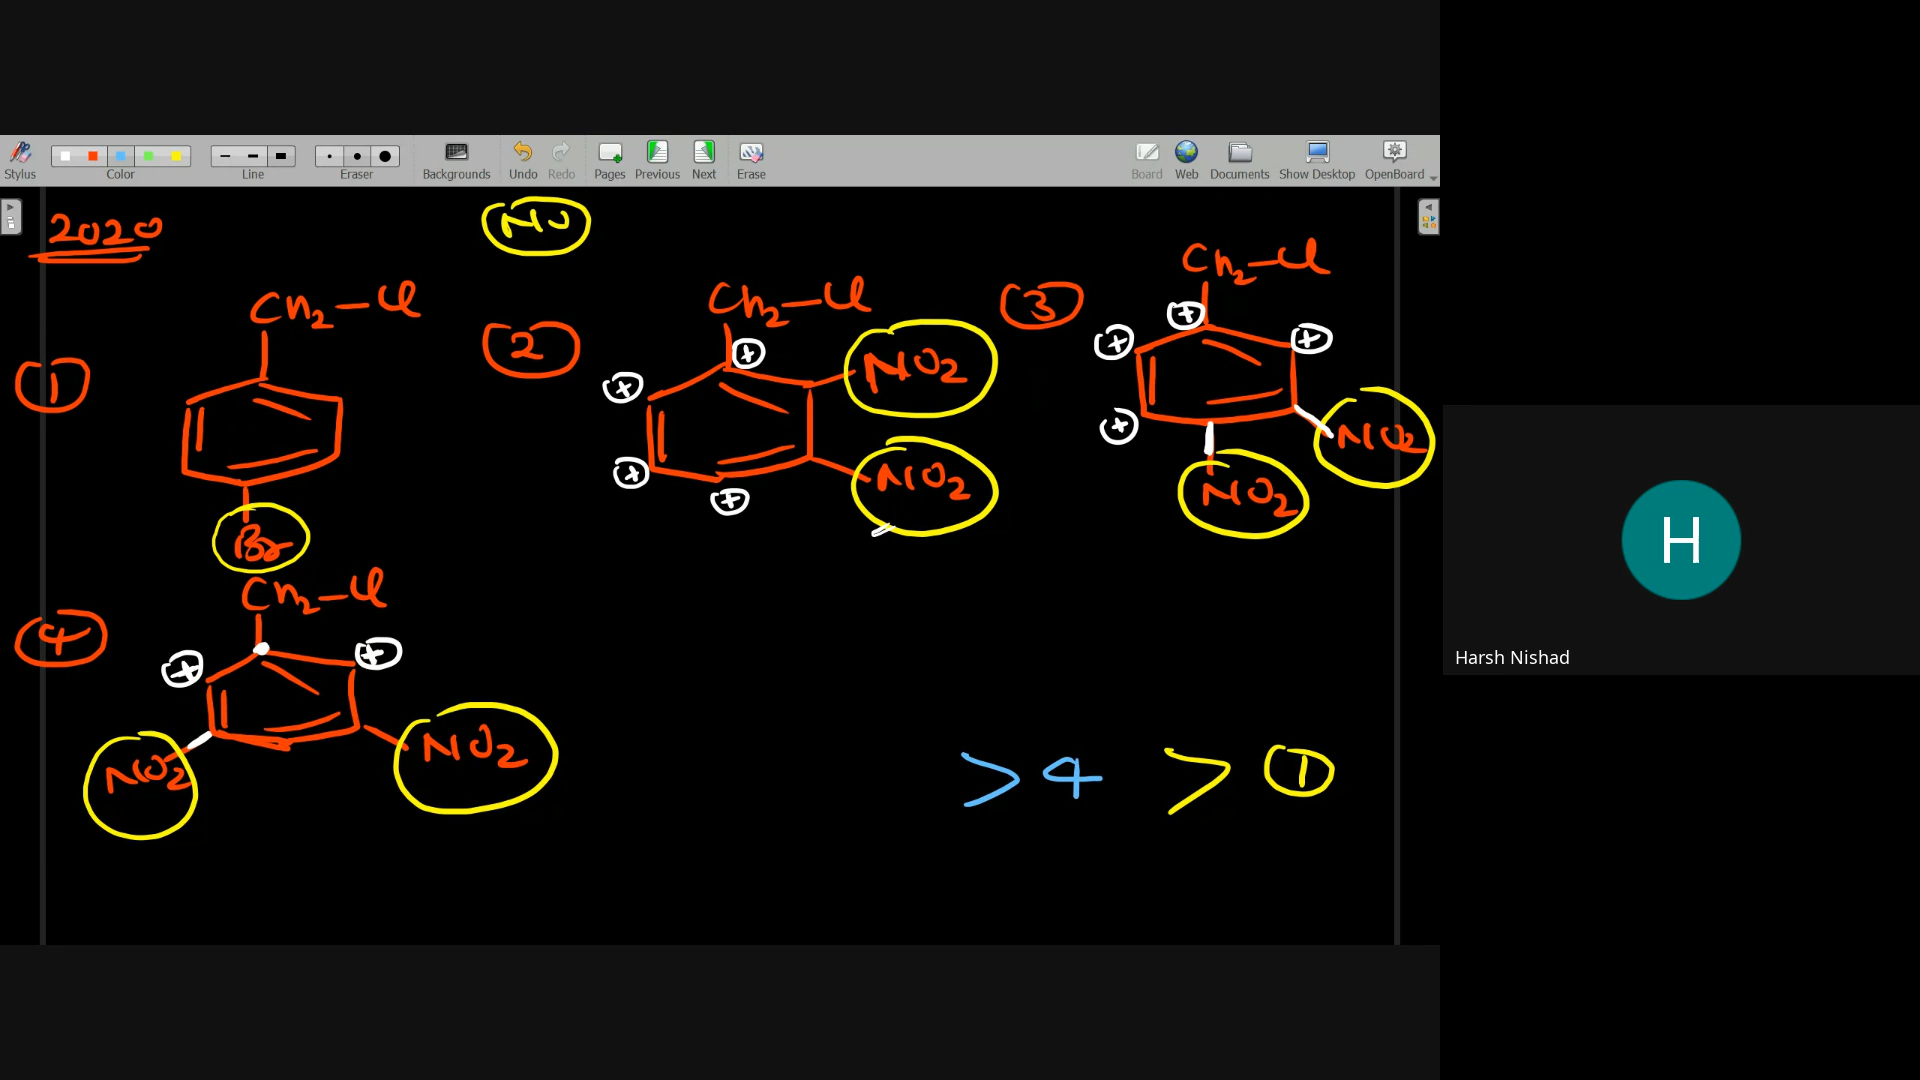 Stylus Color Line Eraser Backgrounds Undo Redo Pages Previous Next Erase Board Web Documents Show Desktop OpenBoard
2020
NO
① CH2-Cl
Br
② CH2-Cl
NO2
NO2
③ CH2-Cl
NO2
NO2
④ CH2-Cl
NO2
NO2
> 4 > ①
H
Harsh Nishad